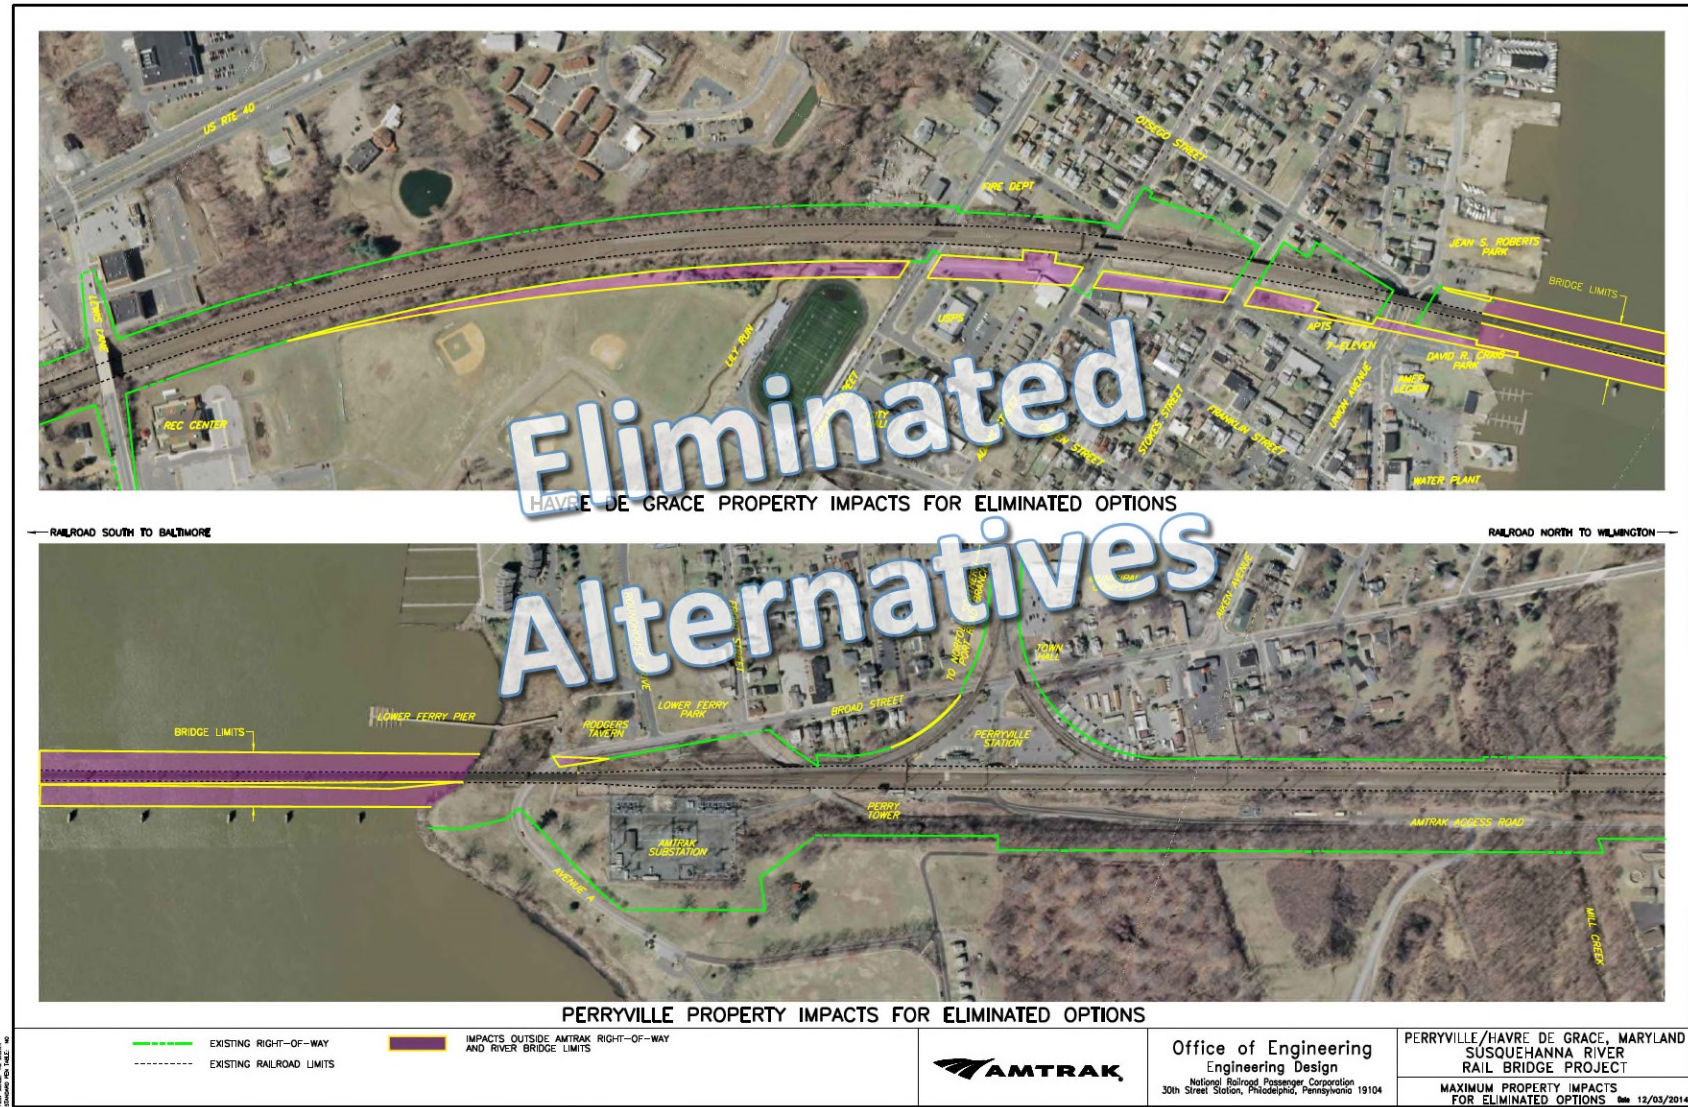 US RTE 40
OTSEGO STREET
FIRE DEPT
JEAN S. ROBERTS
PARK
BRIDGE LIMITS
LEWIS LANE
LILY RUN
USPS
APTS
7-ELEVEN
DAVID R. CRAIG
PARK
AMER
LEGION
UNION AVENUE
REC CENTER
STOKES STREET
FRANKLIN STREET
STREET
WATER PLANT
Eliminated
HAVRE DE GRACE PROPERTY IMPACTS FOR ELIMINATED OPTIONS
RAILROAD SOUTH TO BALTIMORE
RAILROAD NORTH TO WILMINGTON
Alternatives
AIKEN AVENUE
TOWN
HALL
LOWER FERRY PIER
LOWER FERRY
PARK
BROAD STREET
RODGERS
TAVERN
BRIDGE LIMITS
PERRYVILLE
STATION
PERRY
TOWER
AMTRAK ACCESS ROAD
AMTRAK
SUBSTATION
AVENUE A
MILL CREEK
PERRYVILLE PROPERTY IMPACTS FOR ELIMINATED OPTIONS
EXISTING RIGHT-OF-WAY
EXISTING RAILROAD LIMITS
IMPACTS OUTSIDE AMTRAK RIGHT-OF-WAY
AND RIVER BRIDGE LIMITS
AMTRAK
Office of Engineering
Engineering Design
National Railroad Passenger Corporation
30th Street Station, Philadelphia, Pennsylvania 19104
PERRYVILLE/HAVRE DE GRACE, MARYLAND
SUSQUEHANNA RIVER
RAIL BRIDGE PROJECT
MAXIMUM PROPERTY IMPACTS
FOR ELIMINATED OPTIONS Date 12/03/2014